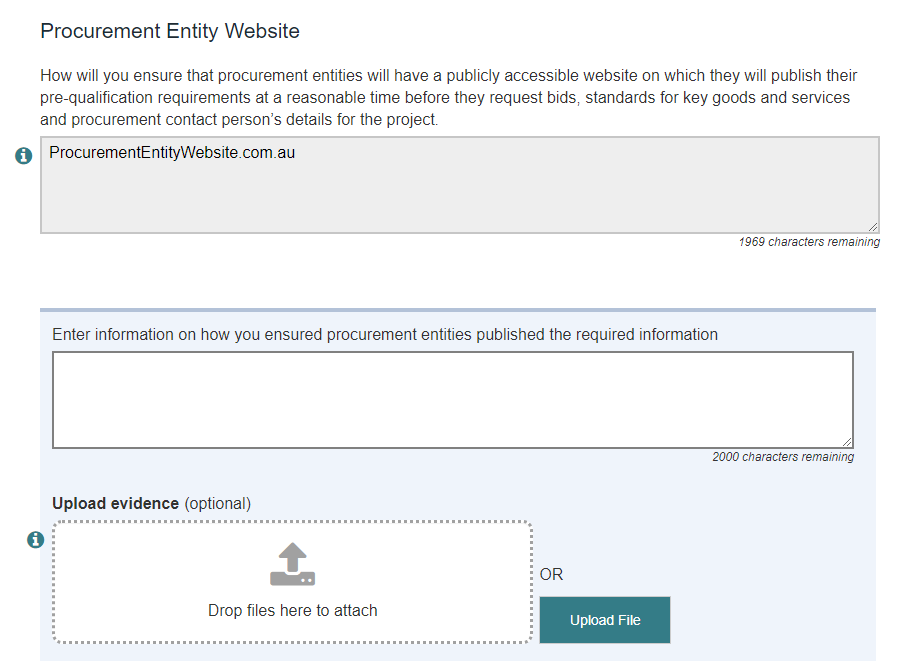 Procurement Entity Website
How will you ensure that procurement entities will have a publicly accessible website on which they will publish their
pre-qualification requirements at a reasonable time before they request bids, standards for key goods and services
and procurement contact person's details for the project.
ProcurementEntityWebsite.com.au
1969 characters remaining
Enter information on how you ensured procurement entities published the required information
2000 characters remaining
Upload evidence (optional)
Drop files here to attach
OR
Upload File